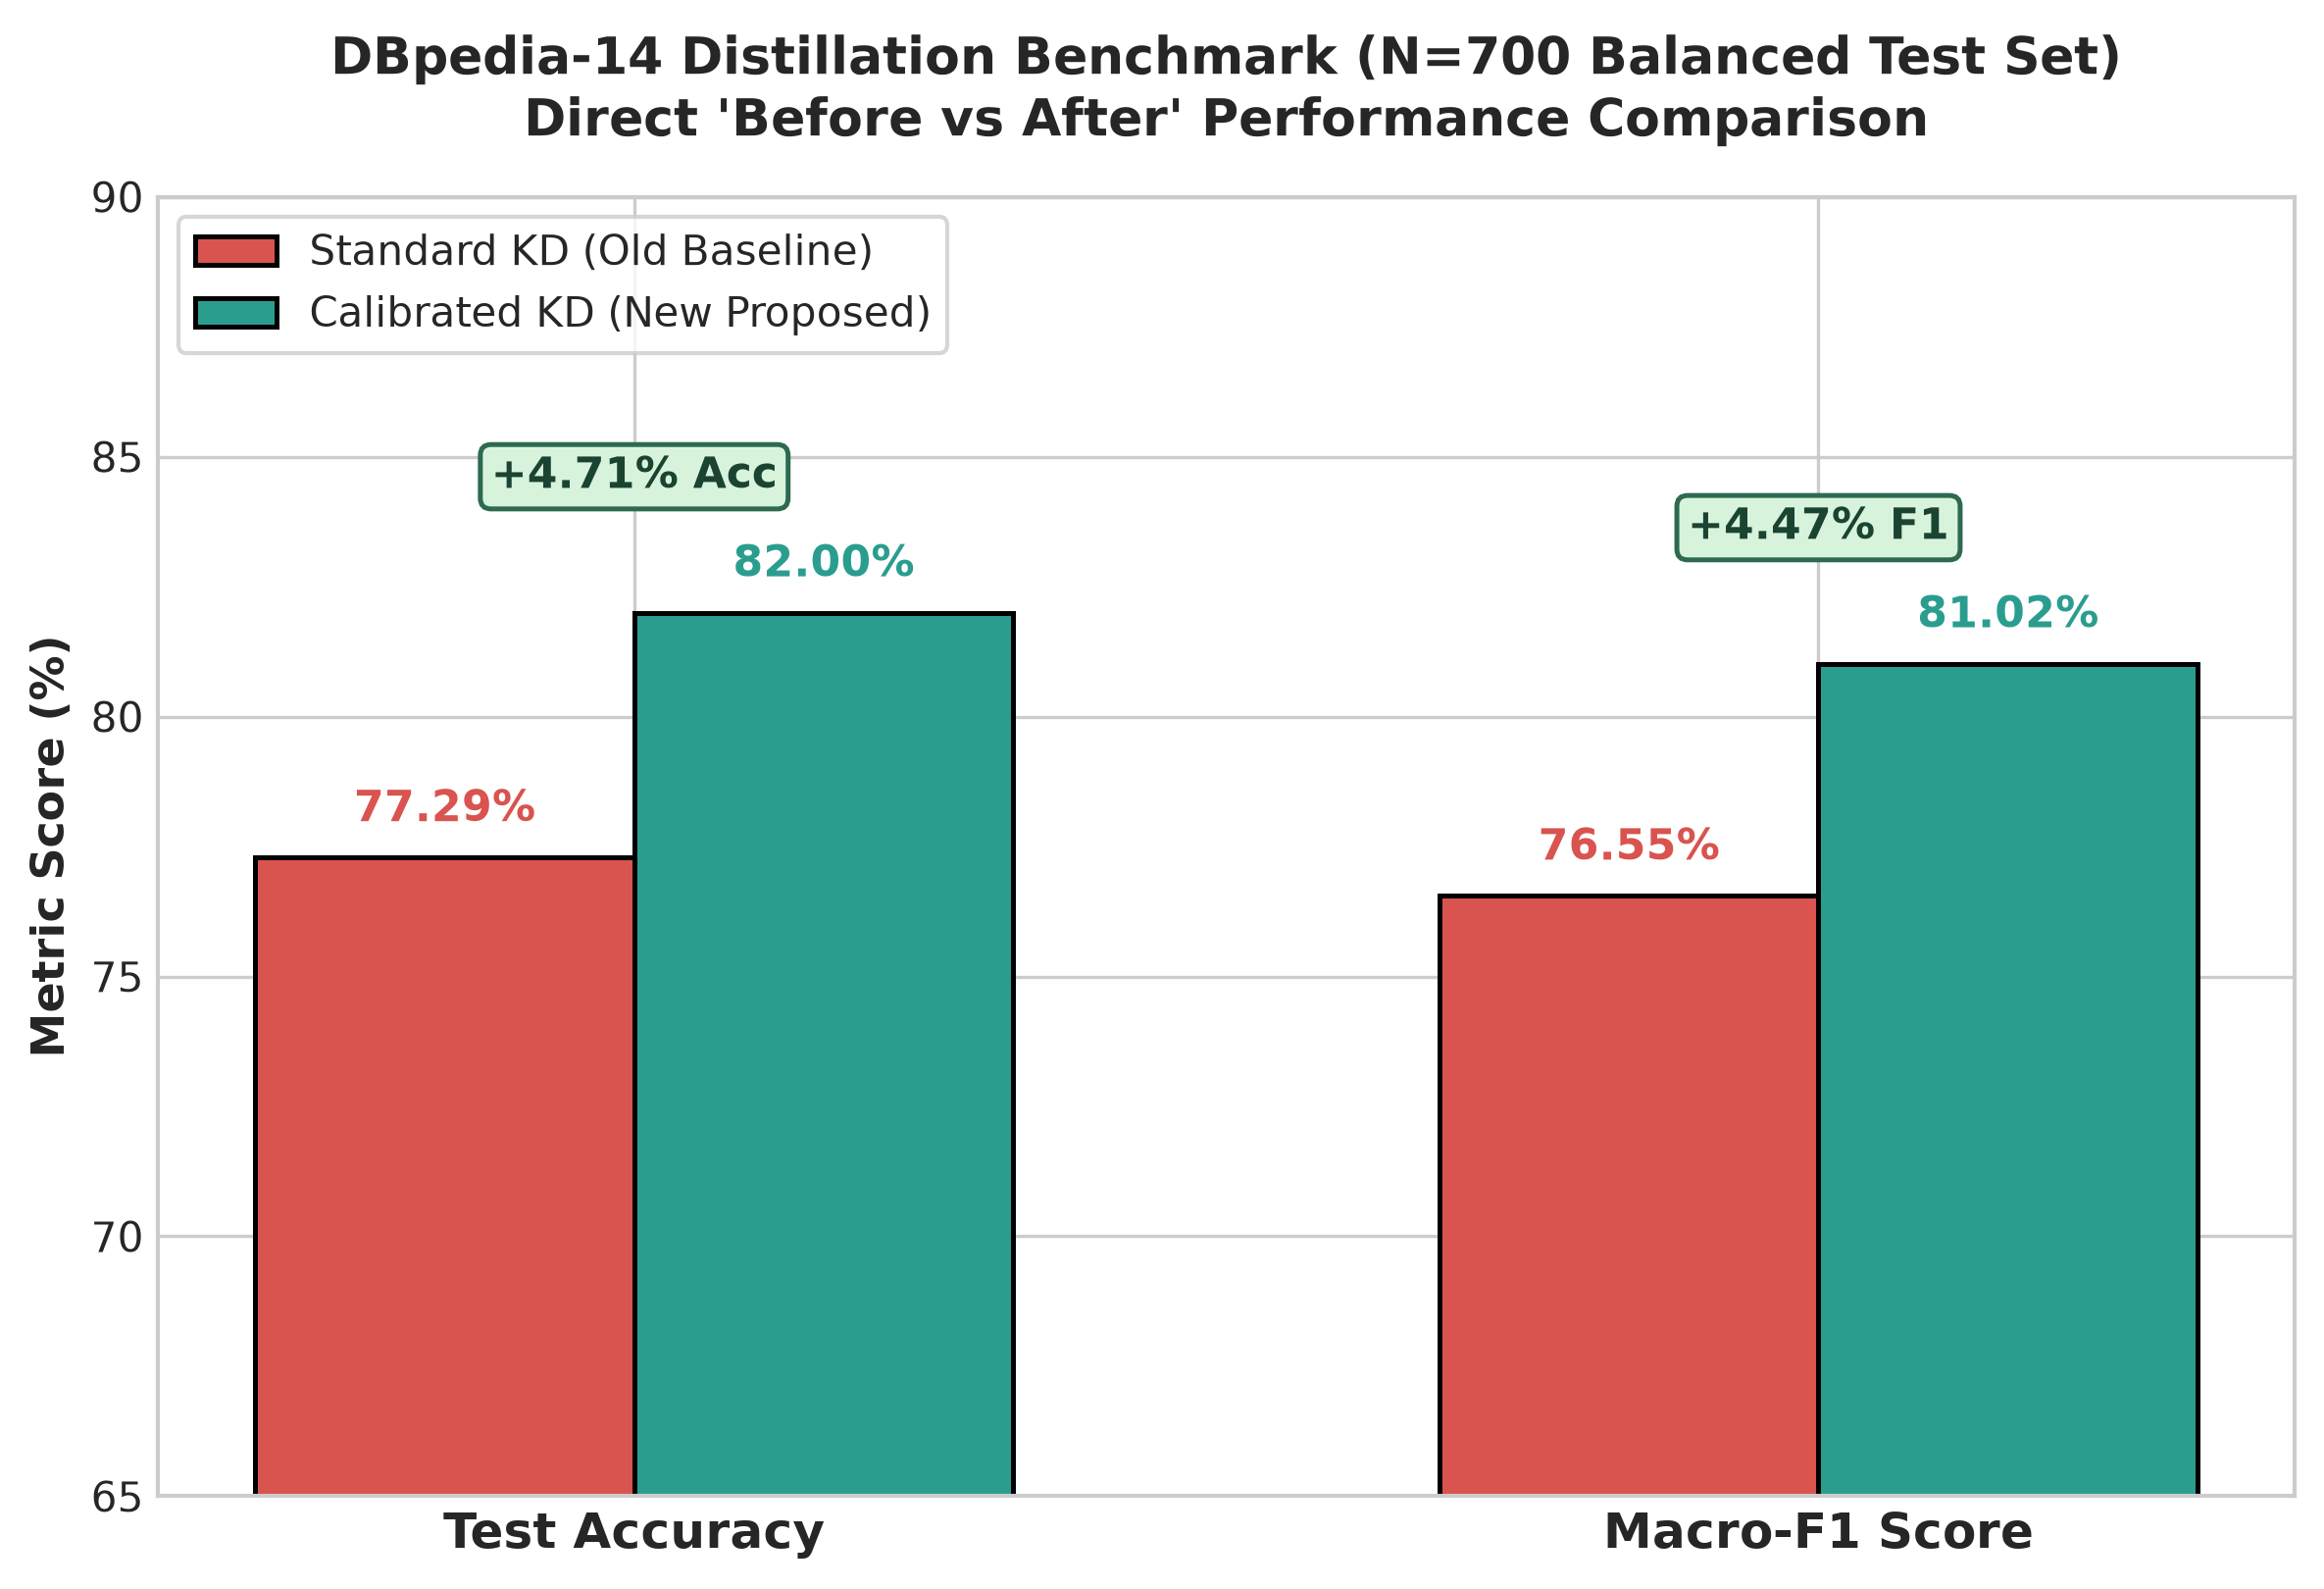 DBpedia-14 Distillation Benchmark (N=700 Balanced Test Set)
Direct 'Before vs After' Performance Comparison
Metric Score (%)
90
85
80
75
70
65
Standard KD (Old Baseline)
Calibrated KD (New Proposed)
+4.71% Acc
82.00%
77.29%
+4.47% F1
81.02%
76.55%
Test Accuracy
Macro-F1 Score